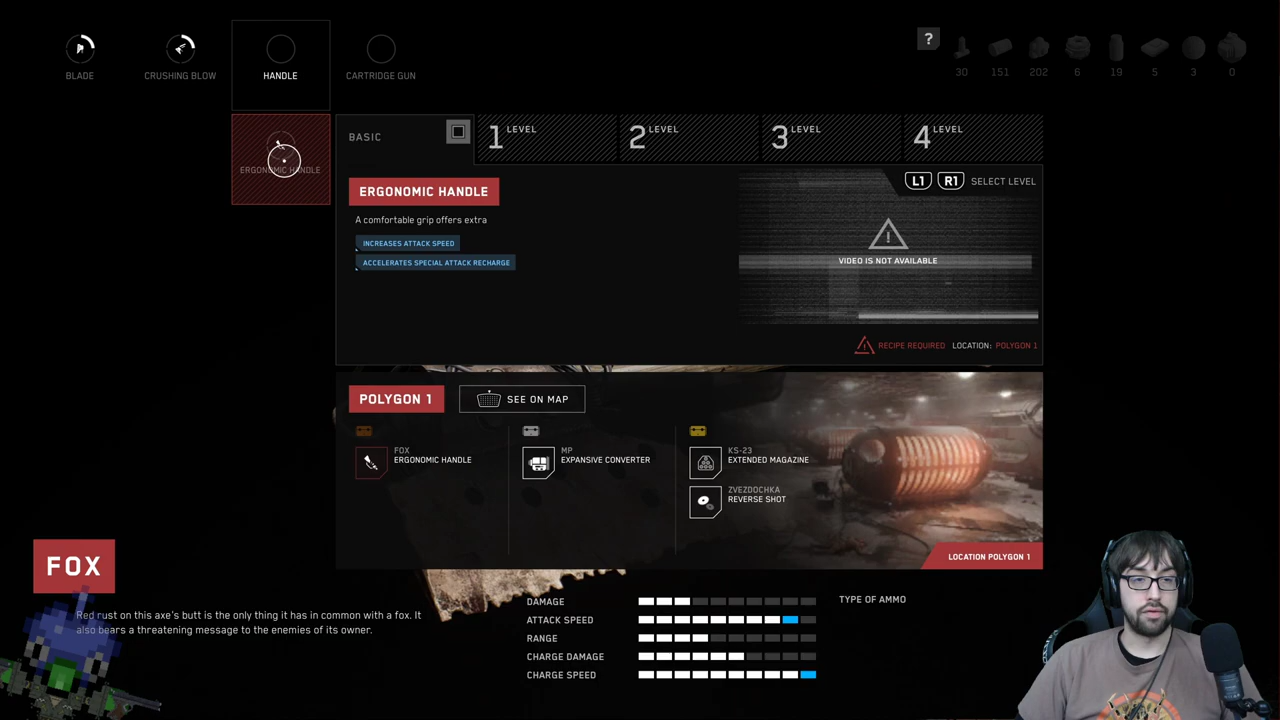 BLADE
CRUSHING BLOW
HANDLE
CARTRIDGE GUN
?
30
151
202
6
19
5
3
0
ERGONOMIC HANDLE
BASIC
1 LEVEL
2 LEVEL
3 LEVEL
4 LEVEL
ERGONOMIC HANDLE
L1 R1 SELECT LEVEL
A comfortable grip offers extra
INCREASES ATTACK SPEED
ACCELERATES SPECIAL ATTACK RECHARGE
VIDEO IS NOT AVAILABLE
RECIPE REQUIRED LOCATION: POLYGON 1
POLYGON 1
SEE ON MAP
FOX
ERGONOMIC HANDLE
MP
EXPANSIVE CONVERTER
KS-23
EXTENDED MAGAZINE
ZVEZDOCHKA
REVERSE SHOT
LOCATION POLYGON 1
FOX
Red rust on this axe's butt is the only thing it has in common with a fox. It
also bears a threatening message to the enemies of its owner.
DAMAGE
ATTACK SPEED
RANGE
CHARGE DAMAGE
CHARGE SPEED
TYPE OF AMMO